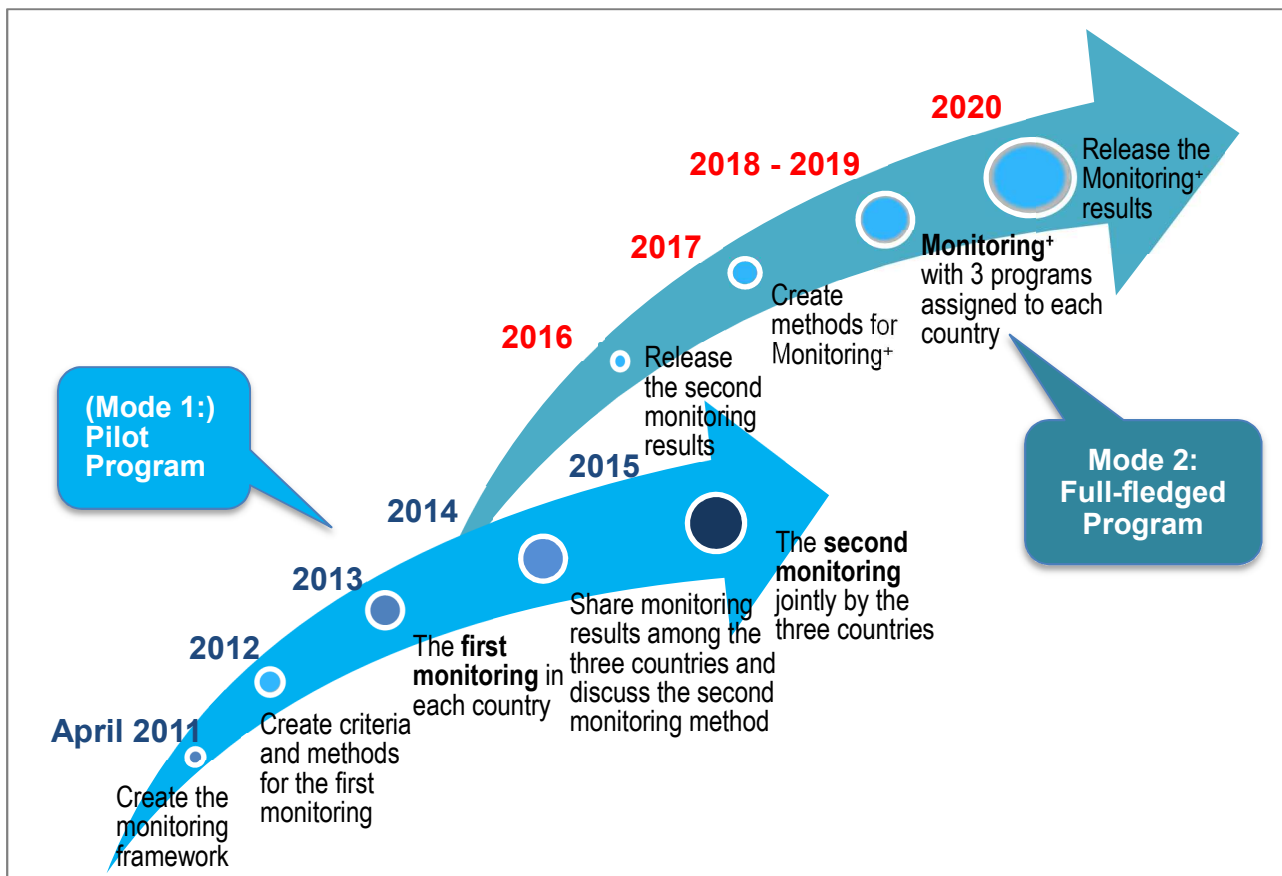 (Mode 1:)
Pilot
Program
April 2011
Create the
monitoring
framework
2012
Create criteria
and methods
for the first
monitoring
2013
The first
monitoring in
each country
2014
Share monitoring
results among the
three countries and
discuss the second
monitoring method
2015
The second
monitoring
jointly by the
three countries
2016
Release
the second
monitoring
results
2017
Create
methods for
Monitoring⁺
2018 - 2019
Monitoring⁺
with 3 programs
assigned to each
country
2020
Release the
Monitoring⁺
results
Mode 2:
Full-fledged
Program